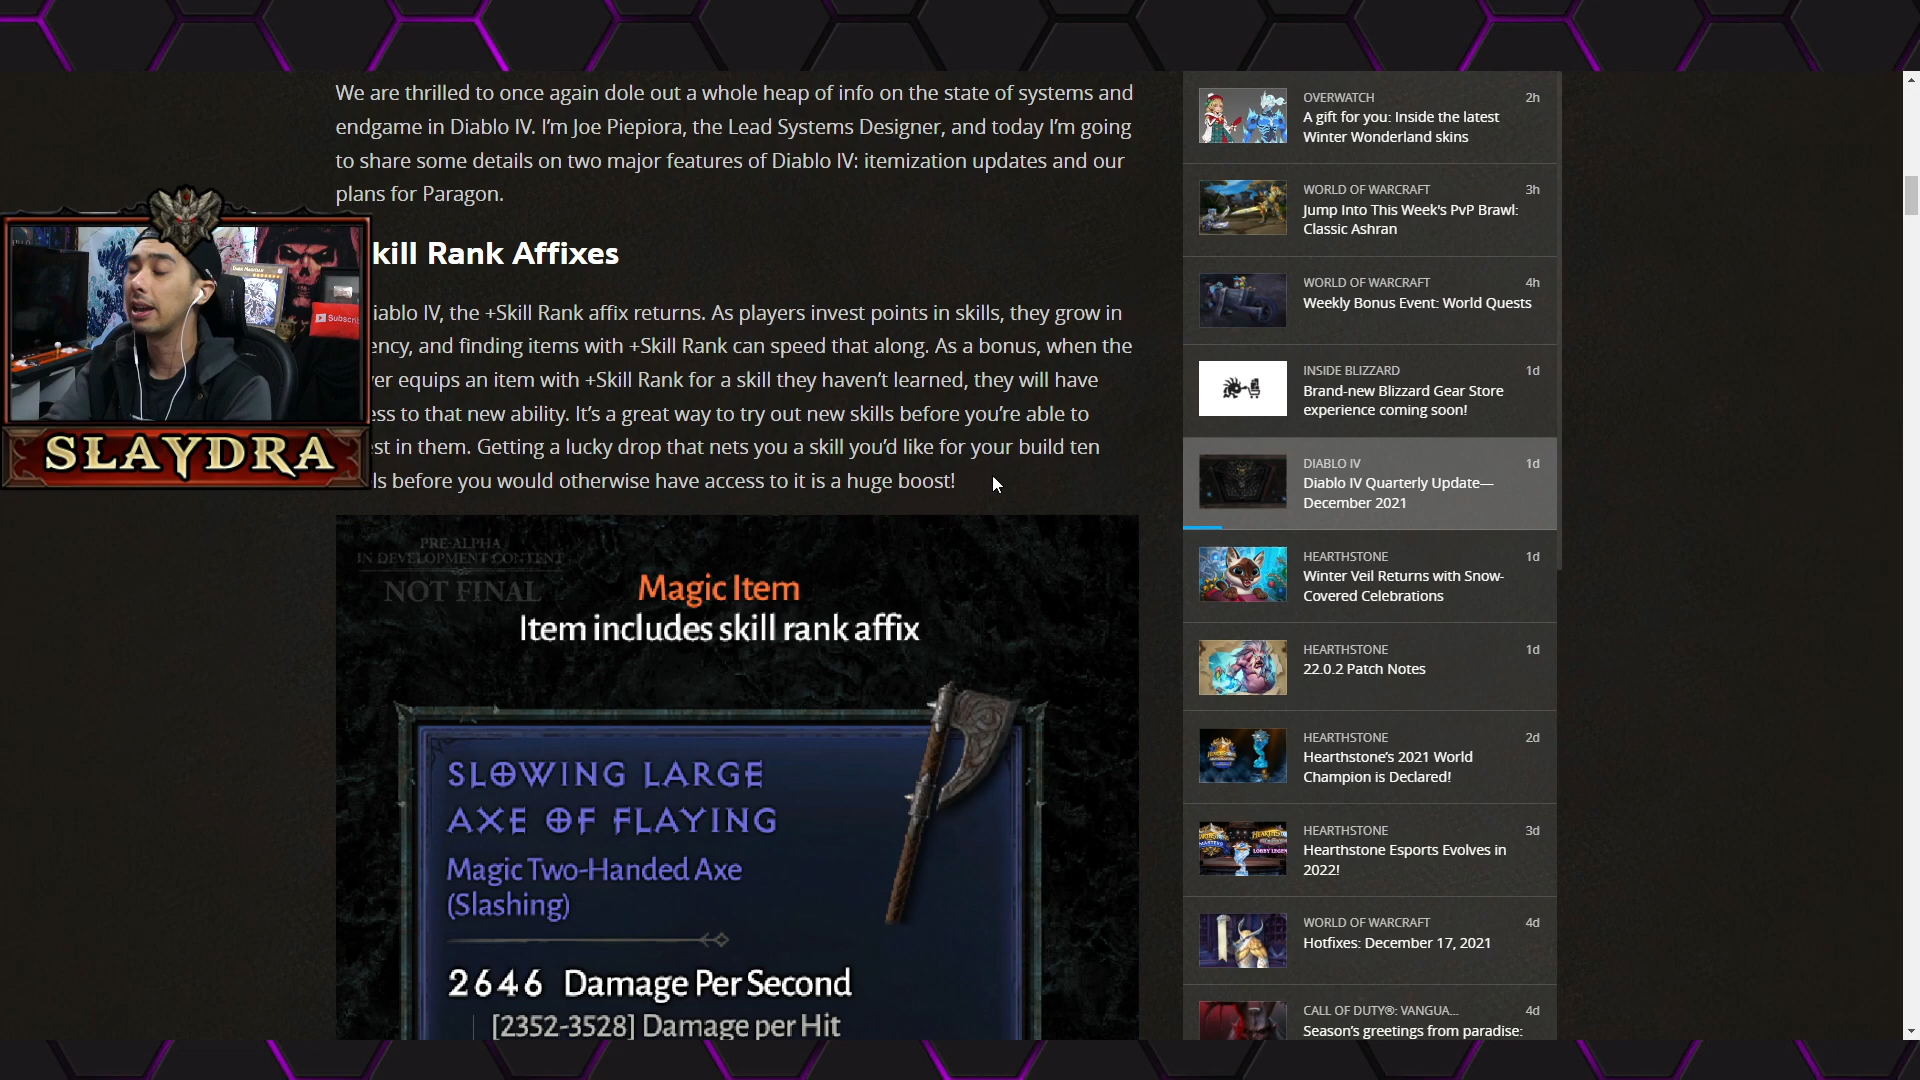 We are thrilled to once again dole out a whole heap of info on the state of systems and
endgame in Diablo IV. I'm Joe Piepiora, the Lead Systems Designer, and today I'm going
to share some details on two major features of Diablo IV: itemization updates and our
plans for Paragon.
kill Rank Affixes
iablo IV, the +Skill Rank affix returns. As players invest points in skills, they grow in
ency, and finding items with +Skill Rank can speed that along. As a bonus, when the
er equips an item with +Skill Rank for a skill they haven't learned, they will have
ss to that new ability. It's a great way to try out new skills before you're able to
st in them. Getting a lucky drop that nets you a skill you'd like for your build ten
ls before you would otherwise have access to it is a huge boost!
Dark Magician
Subscri
SLAYDRA
PRE-ALPHA
IN DEVELOPMENT CONTENT
NOT FINAL
Magic Item
Item includes skill rank affix
SLOWING LARGE
AXE OF FLAYING
Magic Two-Handed Axe
(Slashing)
2646 Damage Per Second
[2352-3528] Damage per Hit
OVERWATCH 2h
A gift for you: Inside the latest
Winter Wonderland skins
WORLD OF WARCRAFT 3h
Jump Into This Week's PvP Brawl:
Classic Ashran
WORLD OF WARCRAFT 4h
Weekly Bonus Event: World Quests
INSIDE BLIZZARD 1d
Brand-new Blizzard Gear Store
experience coming soon!
DIABLO IV 1d
Diablo IV Quarterly Update—
December 2021
HEARTHSTONE 1d
Winter Veil Returns with Snow-
Covered Celebrations
HEARTHSTONE 1d
22.0.2 Patch Notes
HEARTHSTONE 2d
Hearthstone's 2021 World
Champion is Declared!
HEARTHSTONE 3d
Hearthstone Esports Evolves in
2022!
WORLD OF WARCRAFT 4d
Hotfixes: December 17, 2021
CALL OF DUTY®: VANGUA... 4d
Season's greetings from paradise: